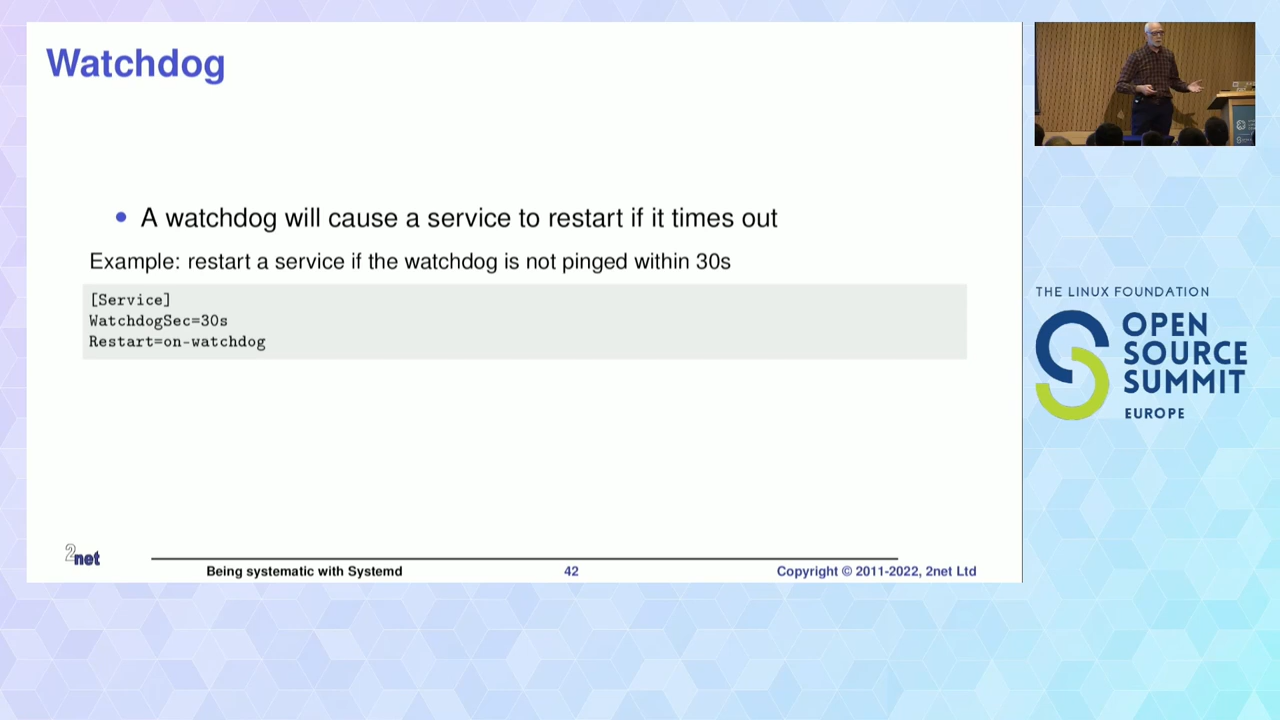 Watchdog
• A watchdog will cause a service to restart if it times out
Example: restart a service if the watchdog is not pinged within 30s
[Service]
WatchdogSec=30s
Restart=on-watchdog
2net
Being systematic with Systemd
42
Copyright © 2011-2022, 2net Ltd
THE LINUX FOUNDATION
OPEN
SOURCE
SUMMIT
EUROPE